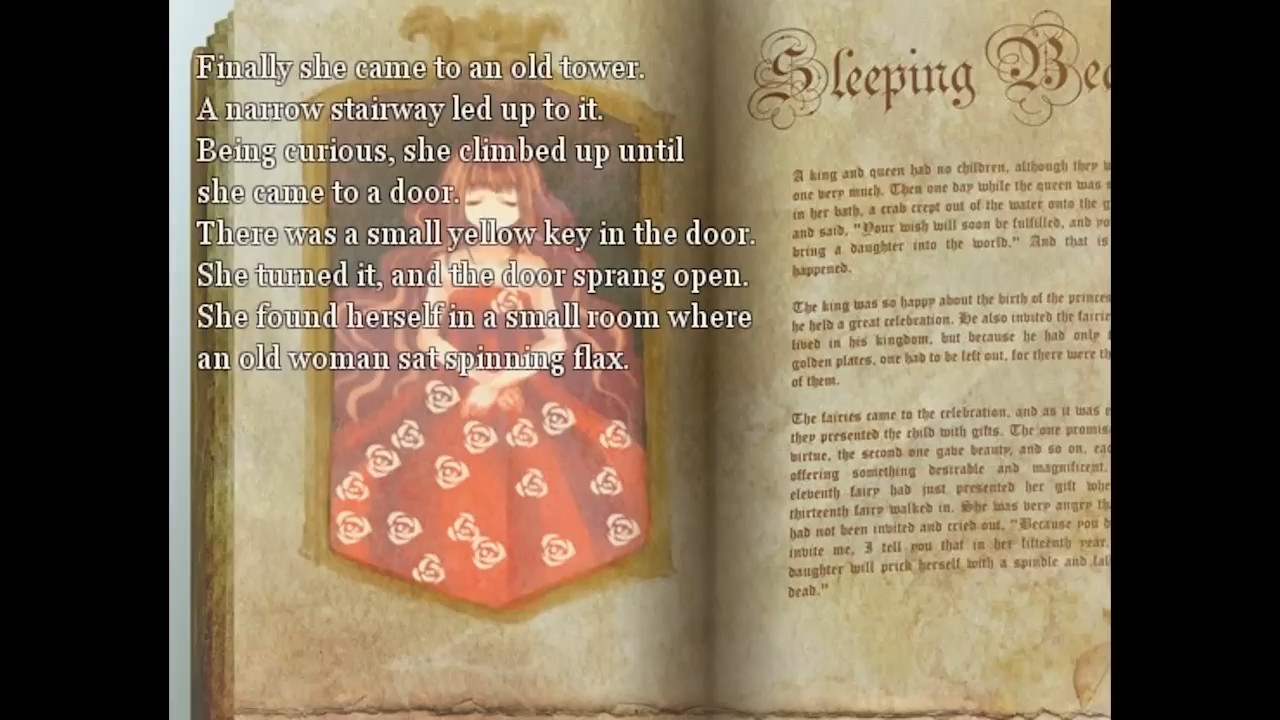 Finally she came to an old tower.
A narrow stairway led up to it.
Being curious, she climbed up until
she came to a door.
There was a small yellow key in the door.
She turned it, and the door sprang open.
She found herself in a small room where
an old woman sat spinning flax.
Sleeping
A king and queen had no children, although they
one very much. Then one day while the queen was
in her bath, a crab crept out of the water onto the
and said, "Your wish will soon be fulfilled, and
bring a daughter into the world." And that is
happened.
The king was so happy about the birth of the
he held a great celebration. He also invited the
lived in his kingdom, but because he had only
golden plates, one had to be left out, for there were
of them.
The fairies came to the celebration, and as it was
they presented the child with gifts. The one
virtue, the second one gave beauty, and so on,
offering something desirable and magnificent.
eleventh fairy had just presented her gift
thirteenth fairy walked in. She was very angry
had not been invited and cried out, "Because you
invite me, I tell you that in her fifteenth year,
daughter will prick herself with a spindle and
dead."